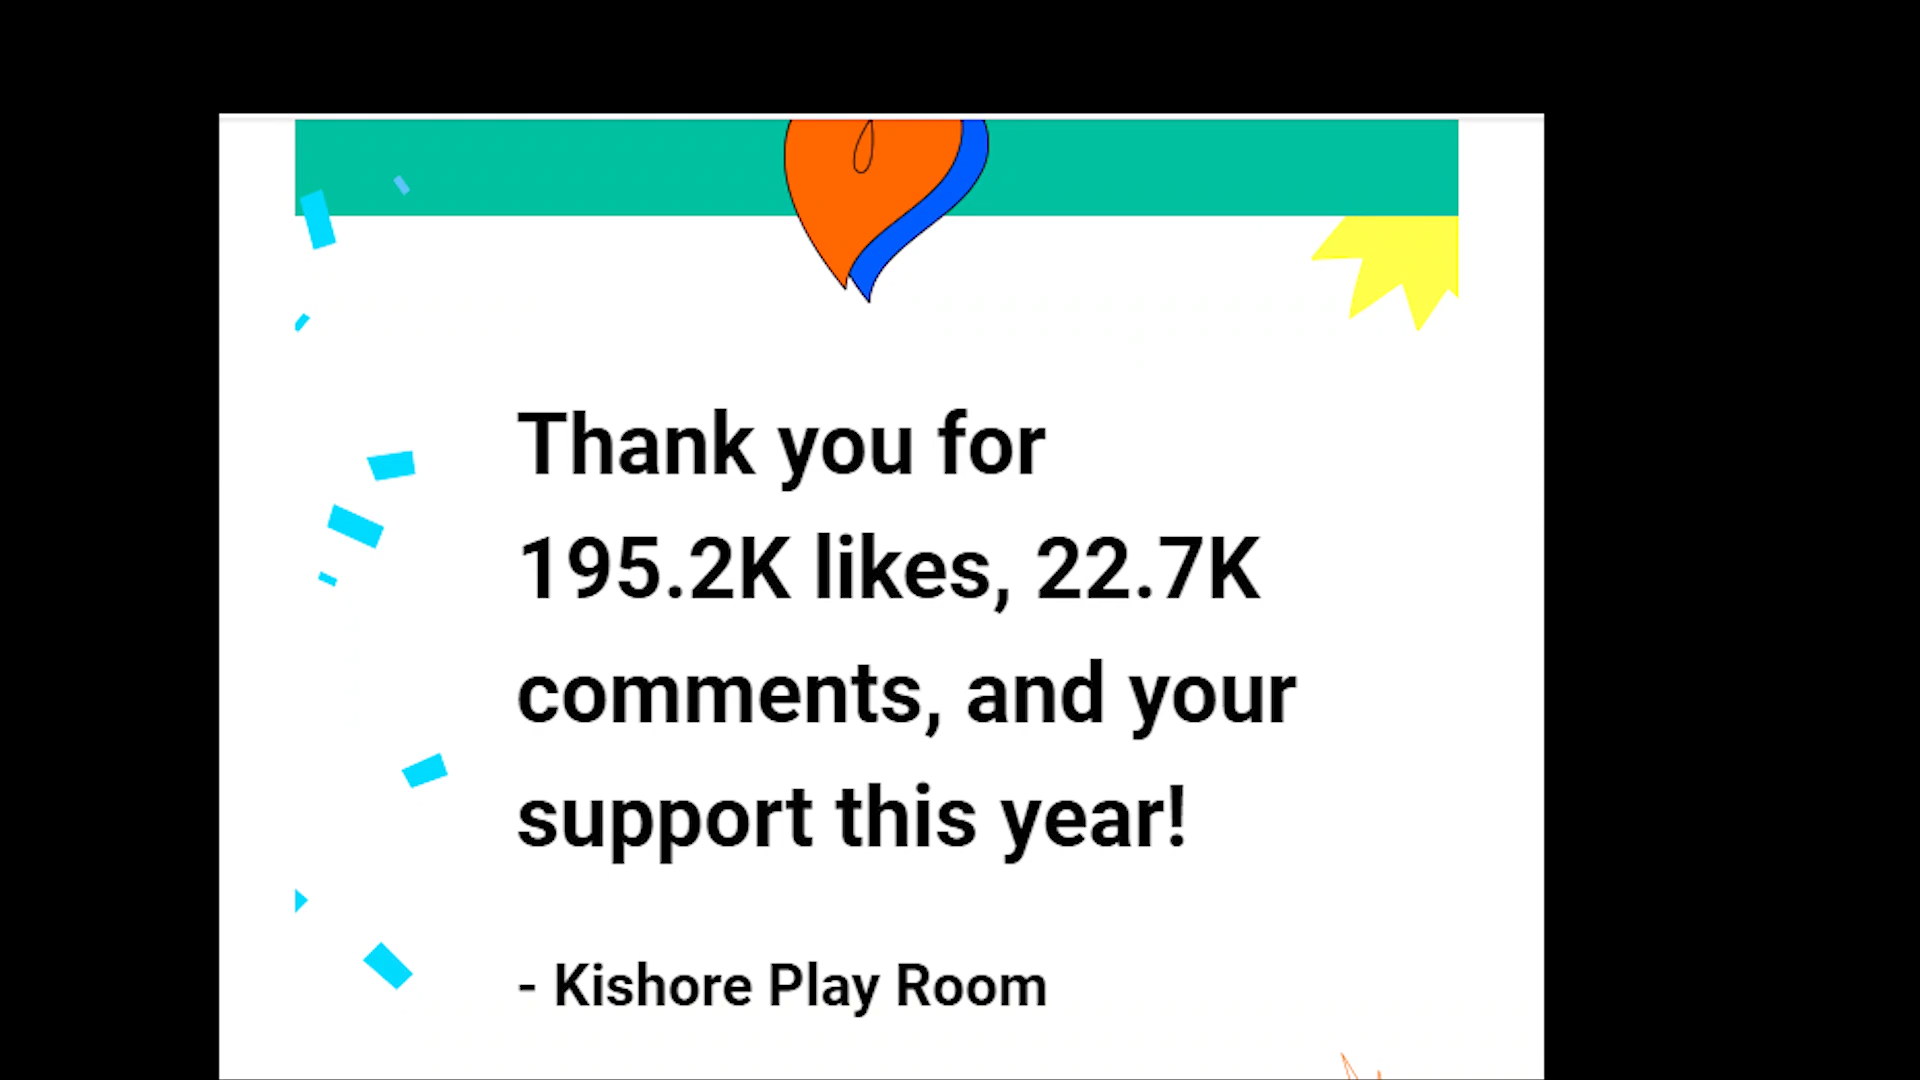 Thank you for
195.2K likes, 22.7K
comments, and your
support this year!
- Kishore Play Room